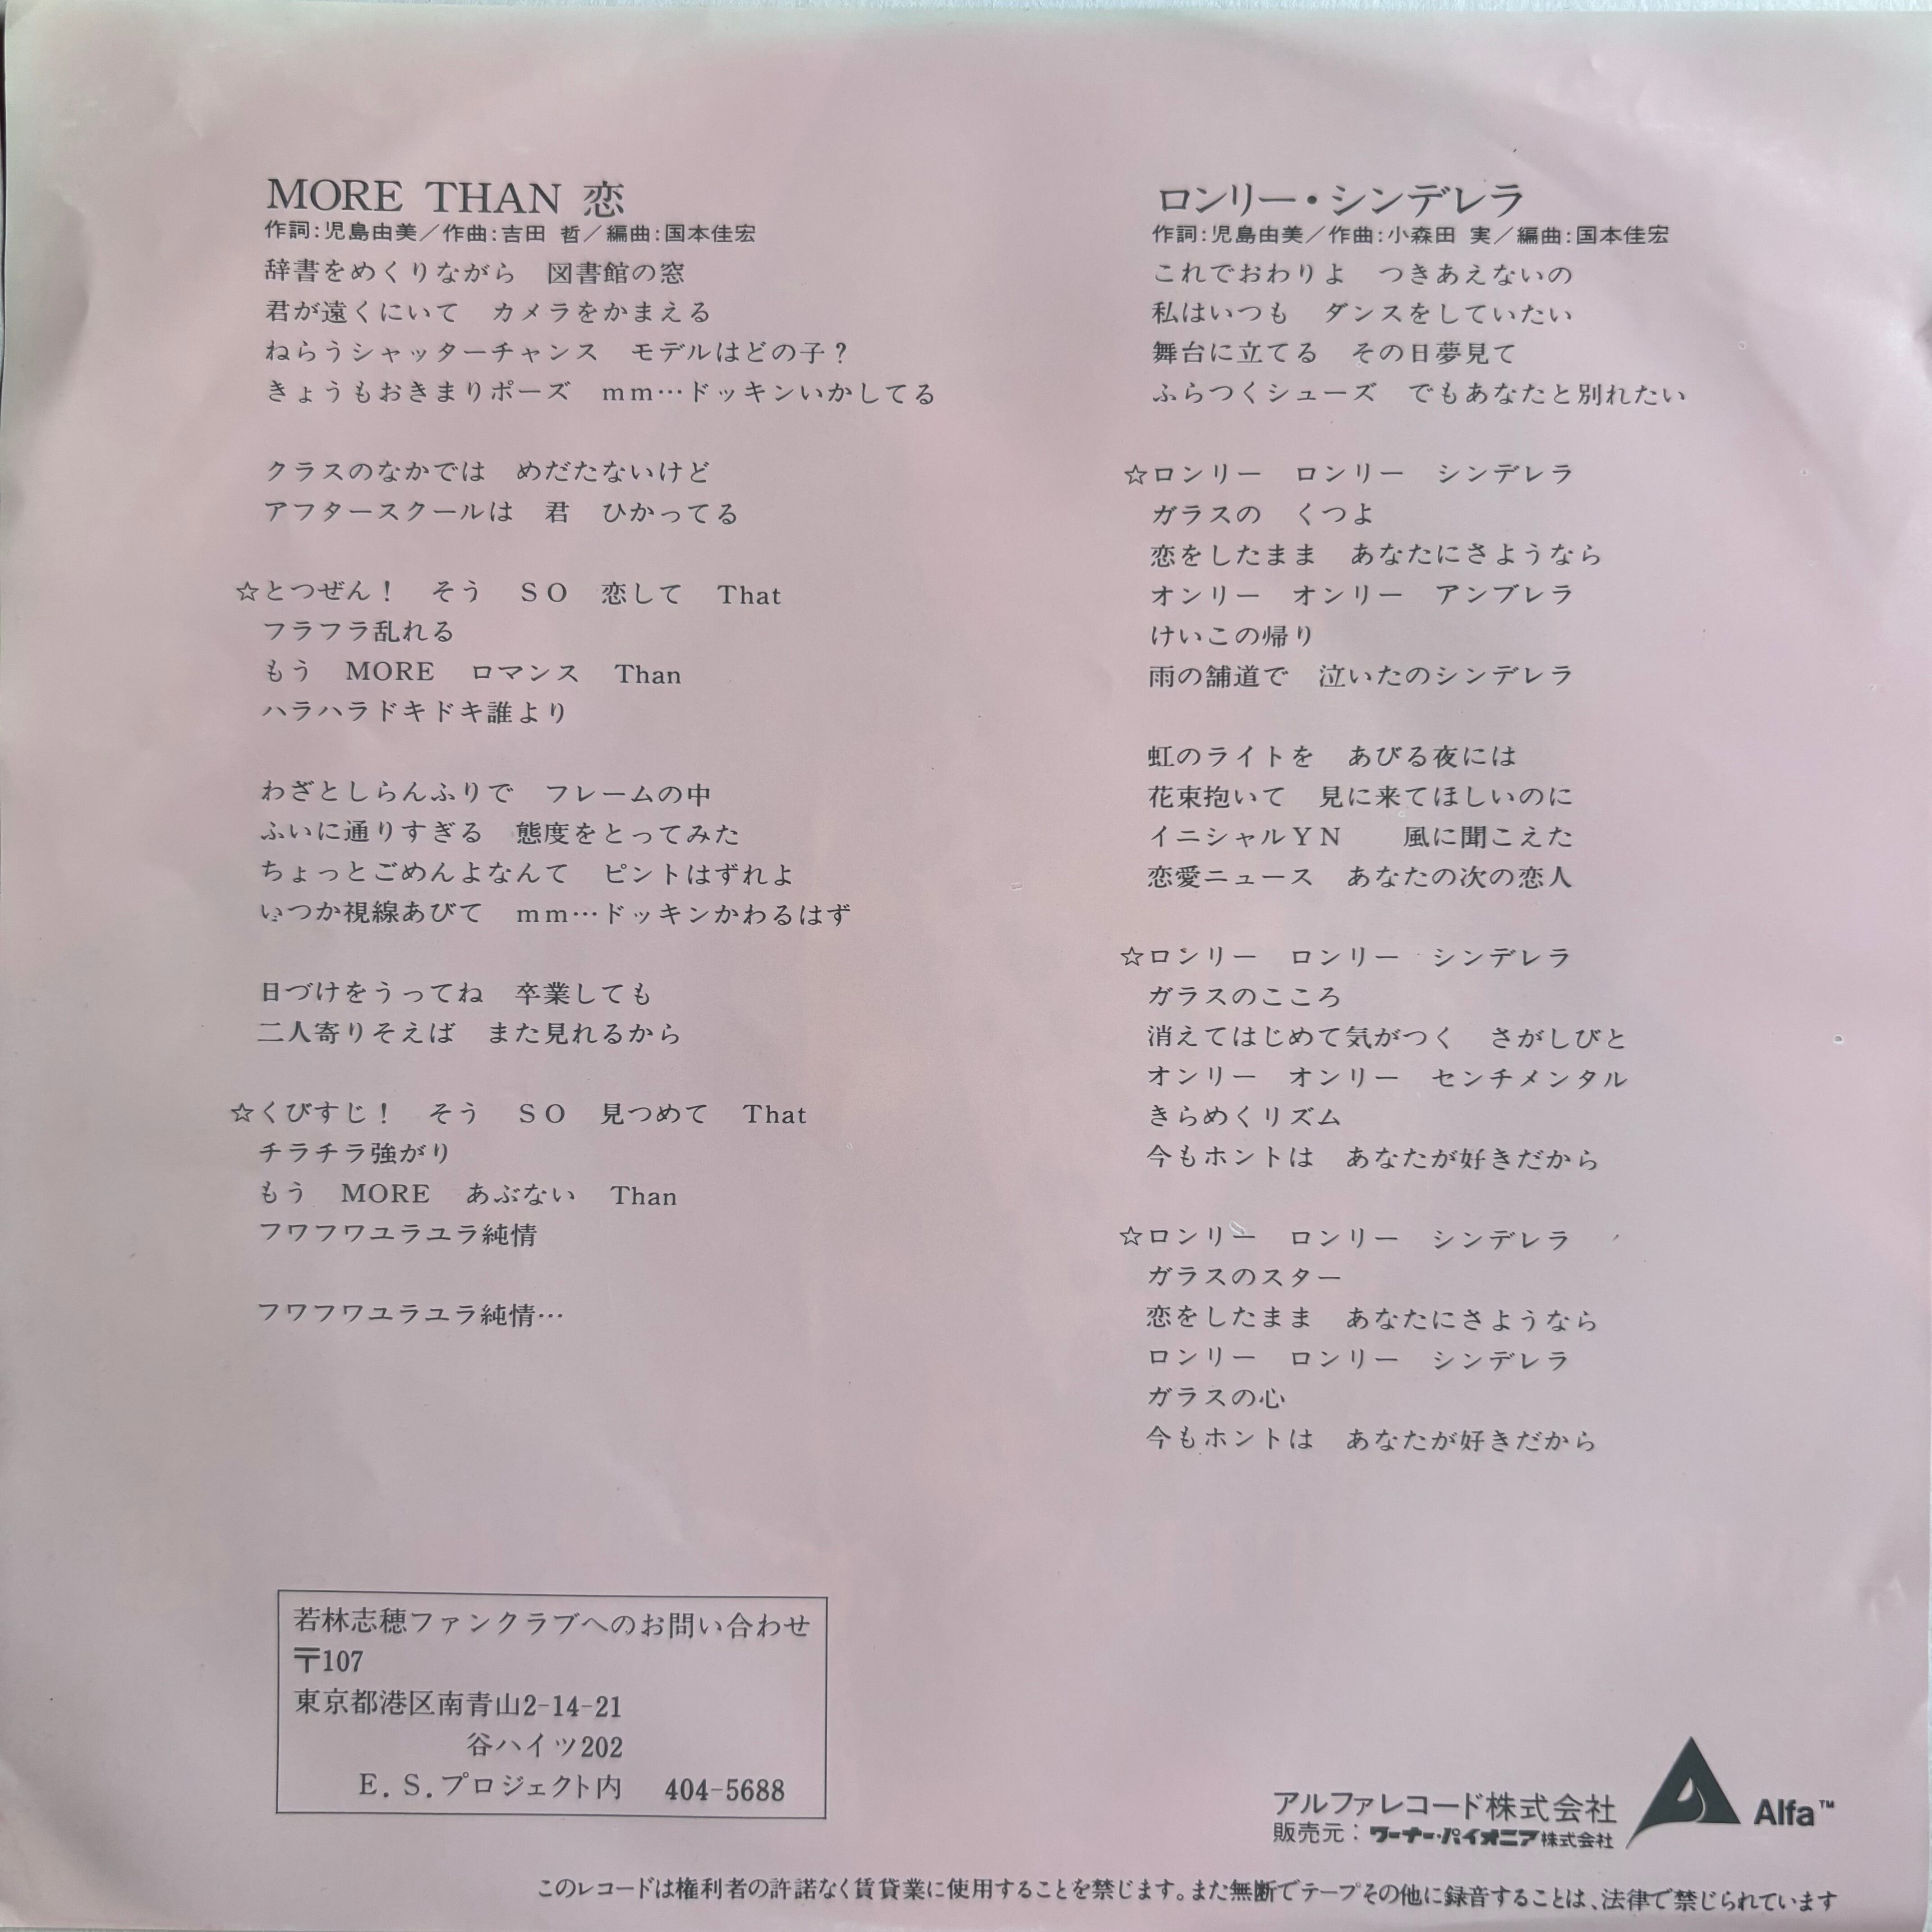 MORE THAN 恋
作詞:児島由美／作曲:吉田 哲／編曲:国本佳宏
辞書をめくりながら　図書館の窓
君が遠くにいて　カメラをかまえる
ねらうシャッターチャンス　モデルはどの子？
きょうもおきまりポーズ　mm…ドッキンいかしてる
クラスのなかでは　めだたないけど
アフタースクールは　君　ひかってる
☆とつぜん！　そう　SO　恋して　That
フラフラ乱れる
もう　MORE　ロマンス　Than
ハラハラドキドキ誰より
わざとしらんふりで　フレームの中
ふいに通りすぎる　態度をとってみた
ちょっとごめんよなんて　ピントはずれよ
いつか視線あびて　mm…ドッキンかわるはず
日づけをうってね　卒業しても
二人寄りそえば　また見れるから
☆くびすじ！　そう　SO　見つめて　That
チラチラ強がり
もう　MORE　あぶない　Than
フワフワユラユラ純情
フワフワユラユラ純情…
ロンリー・シンデレラ
作詞:児島由美／作曲:小森田 実／編曲:国本佳宏
これでおわりよ　つきあえないの
私はいつも　ダンスをしていたい
舞台に立てる　その日夢見て
ふらつくシューズ　でもあなたと別れたい
☆ロンリー　ロンリー　シンデレラ
ガラスの　くつよ
恋をしたまま　あなたにさようなら
オンリー　オンリー　アンブレラ
けいこの帰り
雨の舗道で　泣いたのシンデレラ
虹のライトを　あびる夜には
花束抱いて　見に来てほしいのに
イニシャルYN　　風に聞こえた
恋愛ニュース　あなたの次の恋人
☆ロンリー　ロンリー　シンデレラ
ガラスのこころ
消えてはじめて気がつく　さがしびと
オンリー　オンリー　センチメンタル
きらめくリズム
今もホントは　あなたが好きだから
☆ロンリー　ロンリー　シンデレラ
ガラスのスター
恋をしたまま　あなたにさようなら
ロンリー　ロンリー　シンデレラ
ガラスの心
今もホントは　あなたが好きだから
若林志穂ファンクラブへのお問い合わせ
〒107
東京都港区南青山2-14-21
谷ハイツ202
E.S.プロジェクト内　404-5688
アルファレコード株式会社
販売元：ワーナー・パイオニア株式会社
Alfa™
このレコードは権利者の許諾なく賃貸業に使用することを禁じます。また無断でテープその他に録音することは、法律で禁じられています